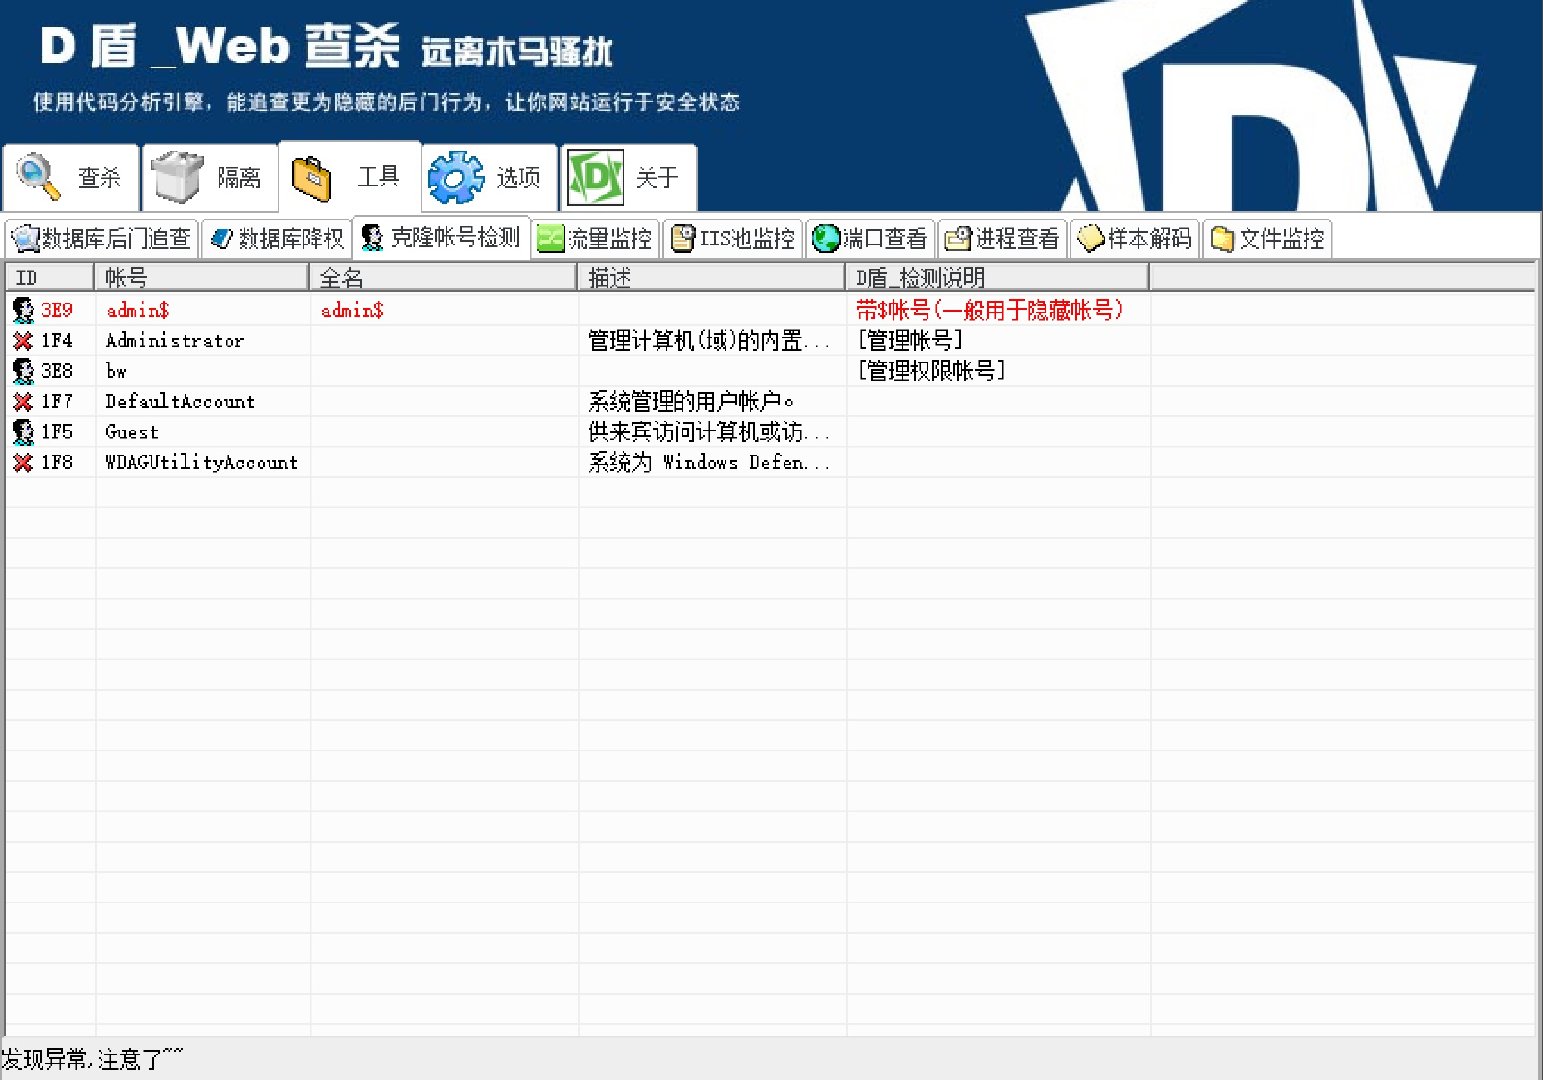 D盾_Web查杀 远离木马骚扰
使用代码分析引擎，能追查更为隐藏的后门行为，让你网站运行于安全状态
D
查杀 隔离 工具 选项 D 关于
数据库后门追查 数据库降权 克隆帐号检测 流量监控 IIS池监控 端口查看 进程查看 样本解码 文件监控
ID 帐号 全名 描述 D盾_检测说明
3E9 admin$ admin$ 带$帐号(一般用于隐藏帐号)
1F4 Administrator 管理计算机(域)的内置... [管理帐号]
3E8 bw [管理权限帐号]
1F7 DefaultAccount 系统管理的用户帐户。
1F5 Guest 供来宾访问计算机或访...
1F8 WDAGUtilityAccount 系统为 Windows Defen...
发现异常,注意了~~